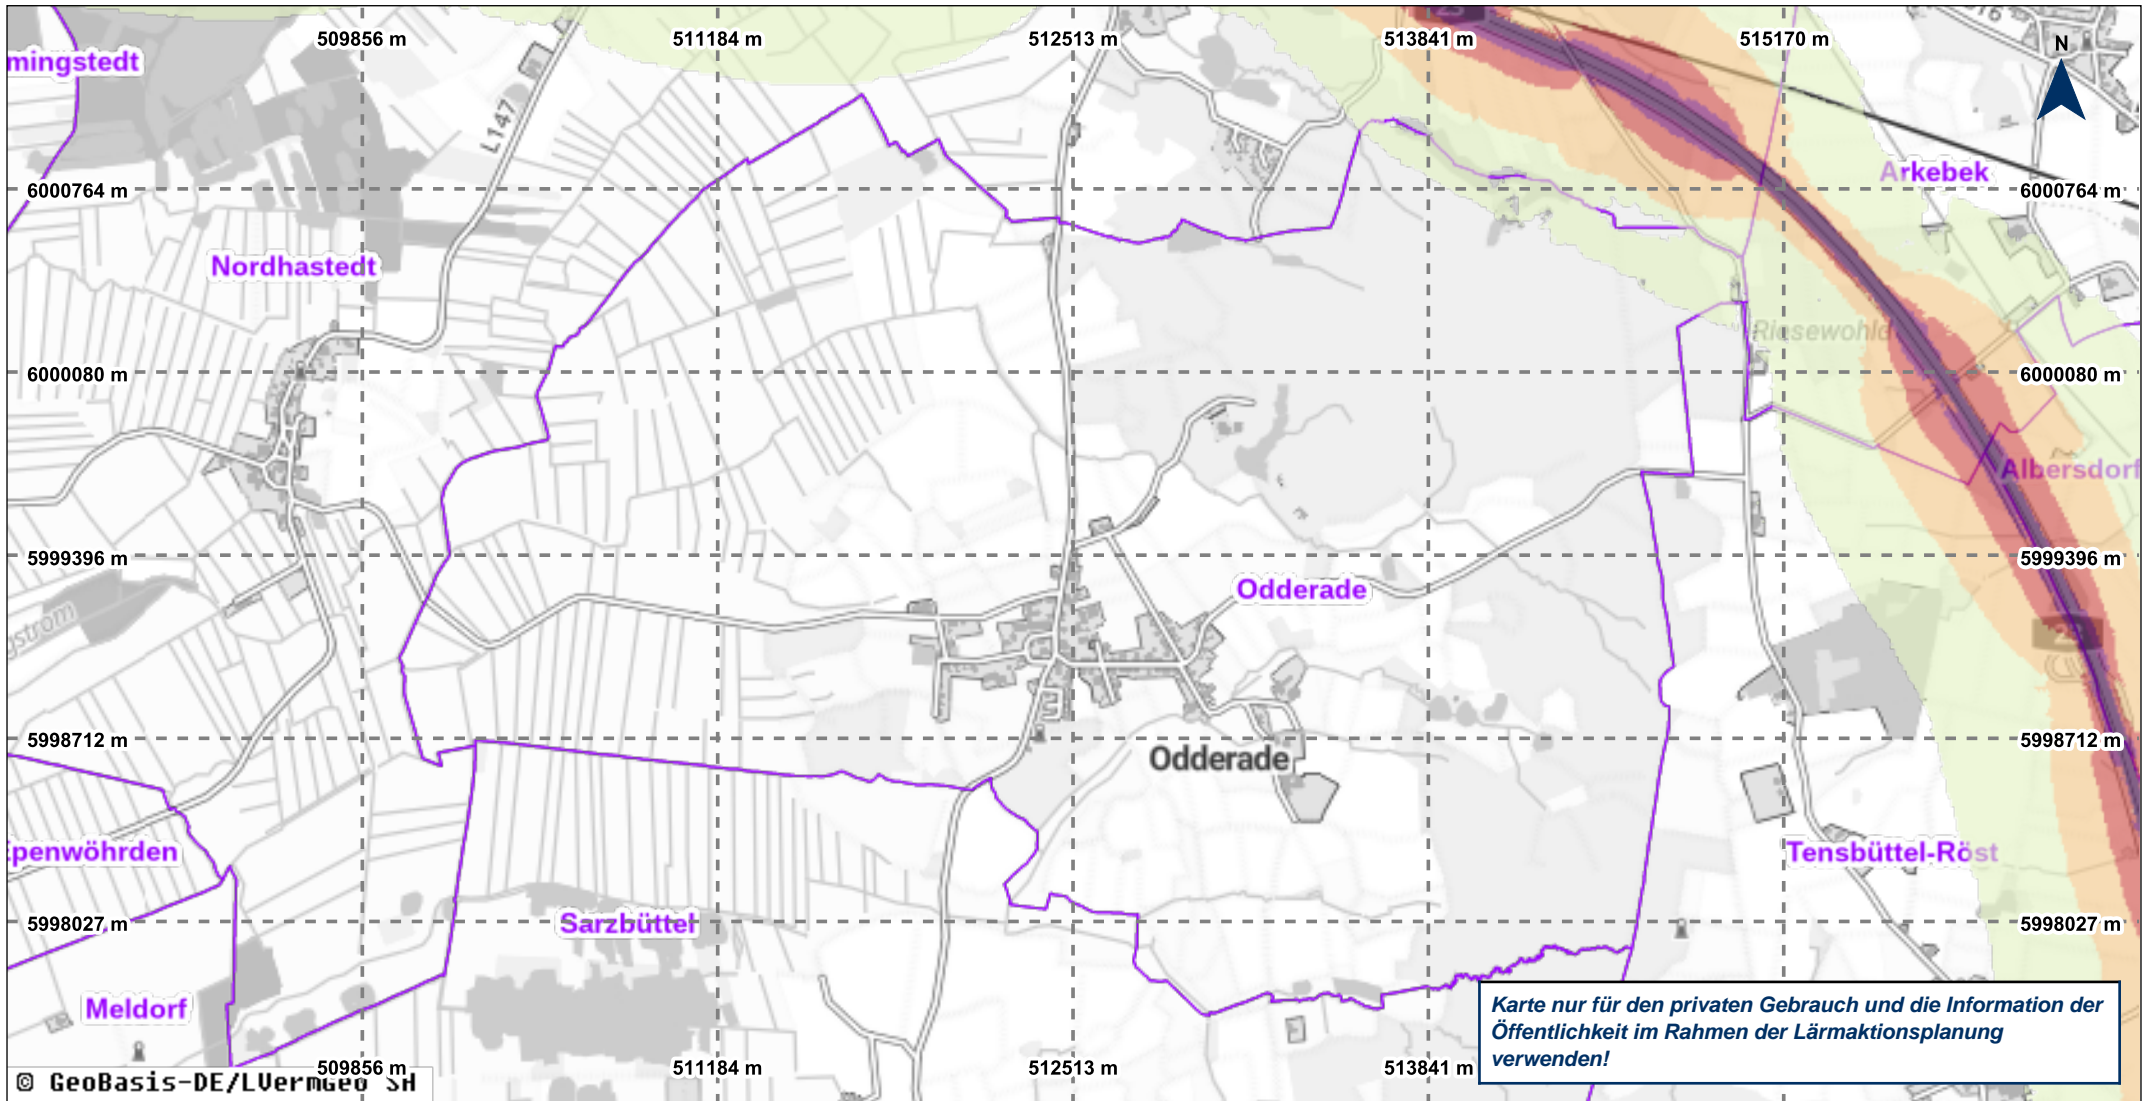 509856 m
511184 m
512513 m
513841 m
515170 m
N
mingstedt
L147
Arkebek
6000764 m
6000764 m
Nordhastedt
Riesewohld
6000080 m
6000080 m
Albersdorf
5999396 m
5999396 m
Odderade
gstrom
5998712 m
5998712 m
Odderade
Epenwöhrden
Tensbüttel-Röst
5998027 m
5998027 m
Sarzbüttel
Meldorf
Karte nur für den privaten Gebrauch und die Information der
Öffentlichkeit im Rahmen der Lärmaktionsplanung
verwenden!
509856 m
511184 m
512513 m
513841 m
© GeoBasis-DE/LVermGeo SH